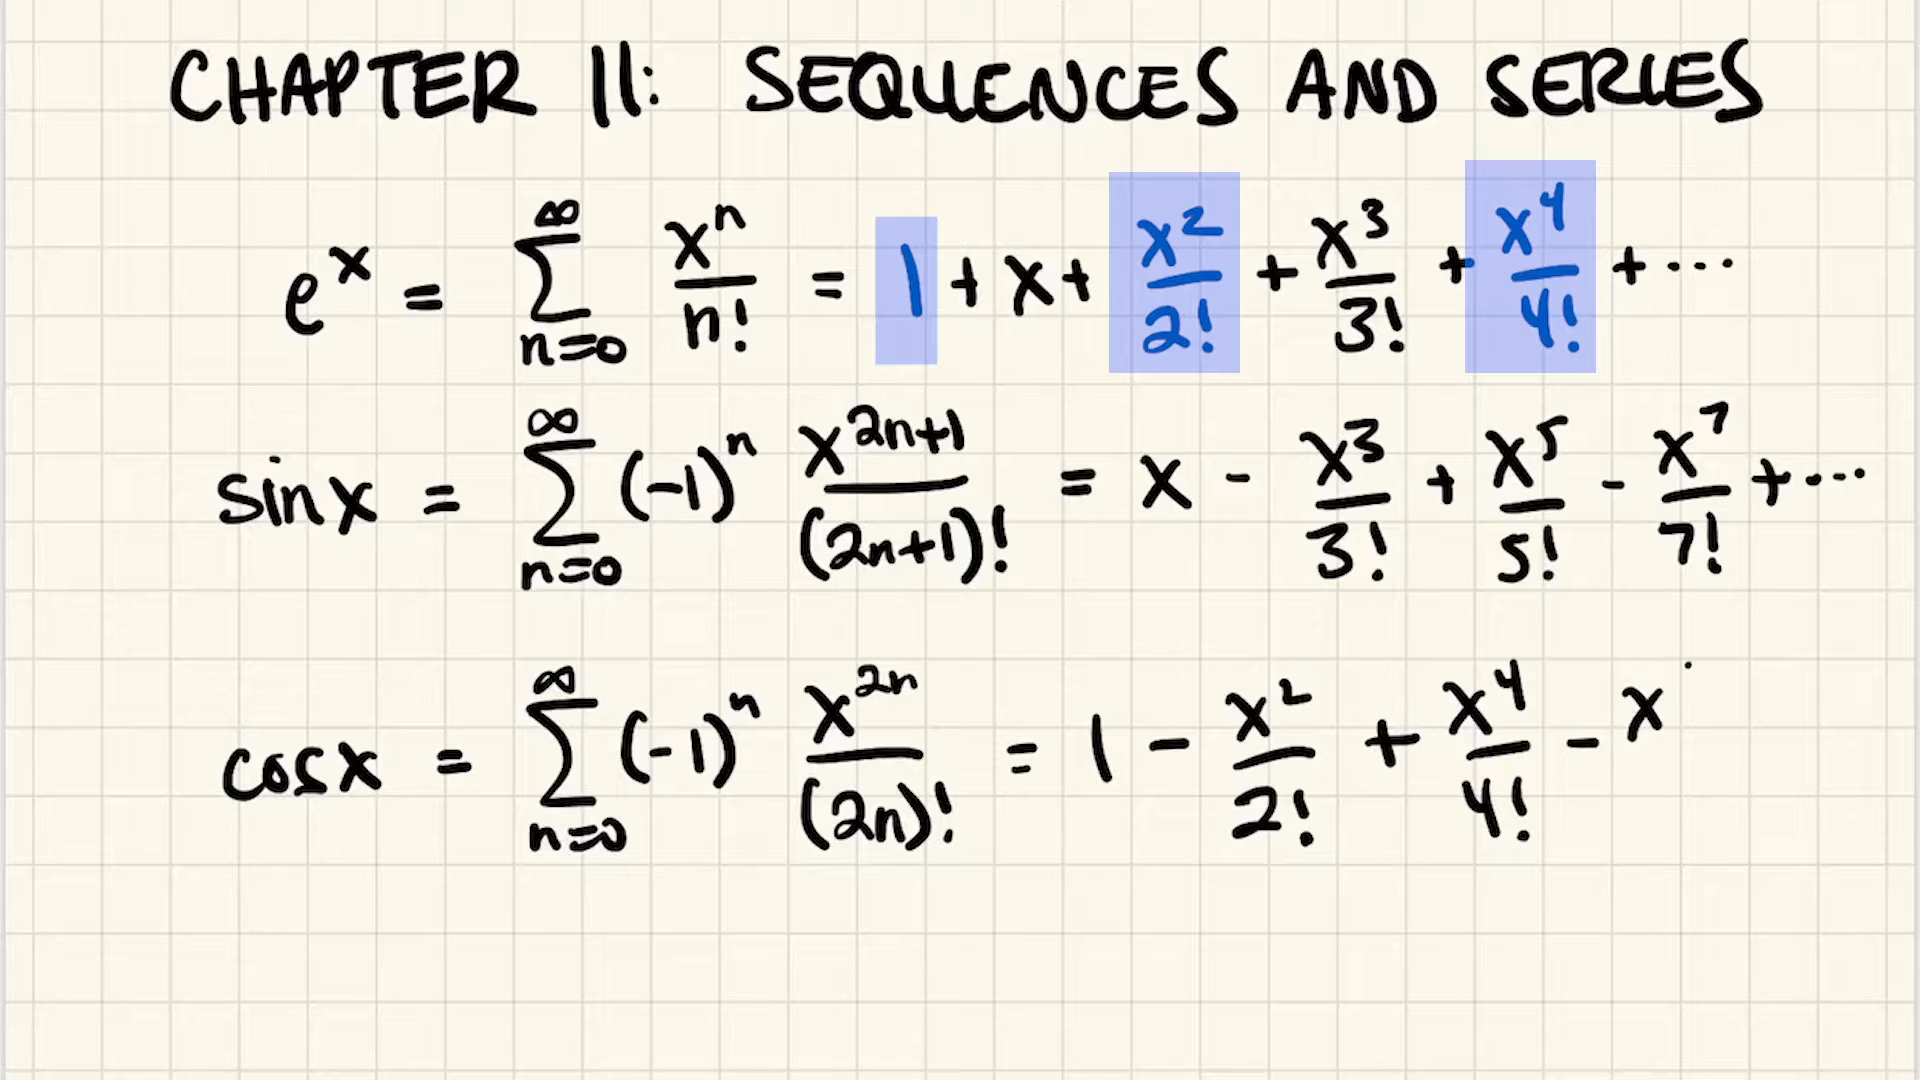 CHAPTER 11: SEQUENCES AND SERIES
e^x = ∑_{n=0}^{∞} x^n/n! = 1 + x + x^2/2! + x^3/3! + x^4/4! + ...
sin x = ∑_{n=0}^{∞} (-1)^n x^{2n+1}/(2n+1)! = x - x^3/3! + x^5/5! - x^7/7! + ...
cos x = ∑_{n=0}^{∞} (-1)^n x^{2n}/(2n)! = 1 - x^2/2! + x^4/4! - x